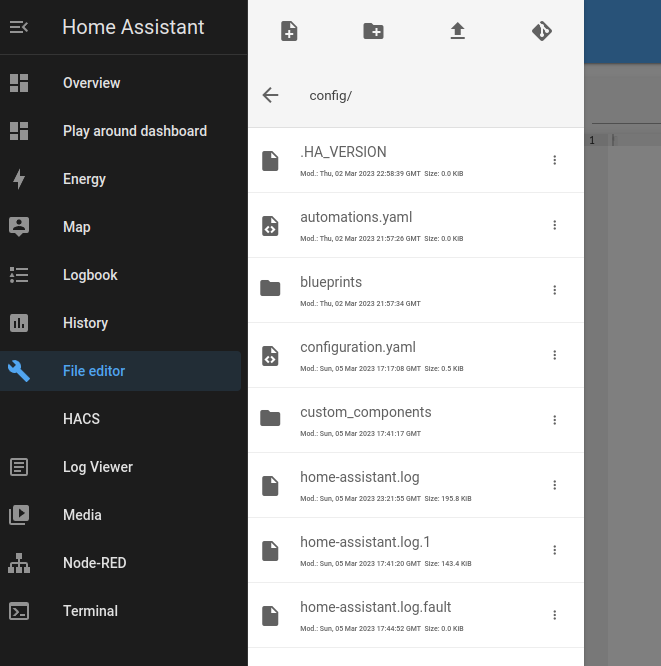 Home Assistant
Overview
Play around dashboard
Energy
Map
Logbook
History
File editor
HACS
Log Viewer
Media
Node-RED
Terminal
config/
.HA_VERSION
Mod.: Thu, 02 Mar 2023 22:58:39 GMT Size: 0.0 KiB
automations.yaml
Mod.: Thu, 02 Mar 2023 21:57:26 GMT Size: 0.0 KiB
blueprints
Mod.: Thu, 02 Mar 2023 21:57:34 GMT
configuration.yaml
Mod.: Sun, 05 Mar 2023 17:17:08 GMT Size: 0.5 KiB
custom_components
Mod.: Sun, 05 Mar 2023 17:41:17 GMT
home-assistant.log
Mod.: Sun, 05 Mar 2023 23:21:55 GMT Size: 195.8 KiB
home-assistant.log.1
Mod.: Sun, 05 Mar 2023 17:41:20 GMT Size: 143.4 KiB
home-assistant.log.fault
Mod.: Sun, 05 Mar 2023 17:44:52 GMT Size: 0.0 KiB
1